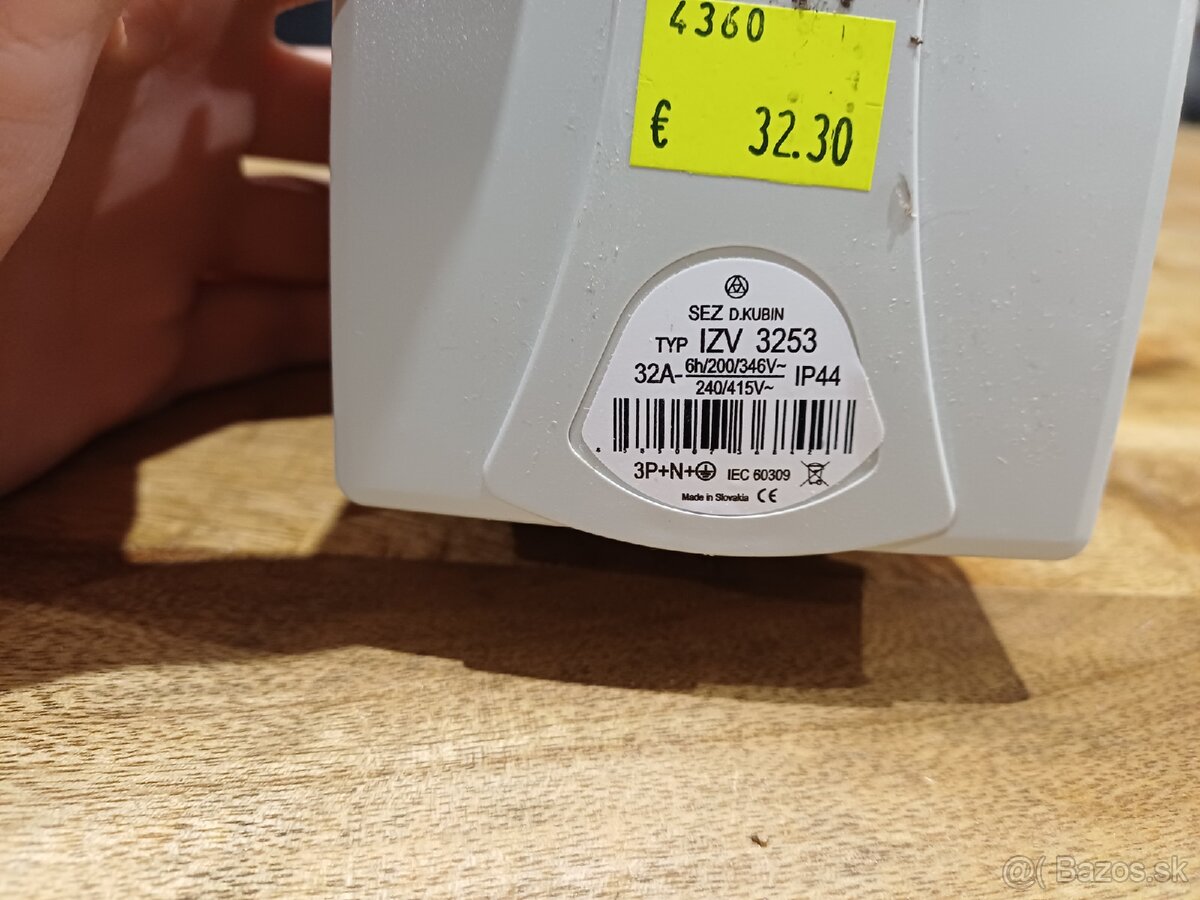 4360
€ 32.30
SEZ D.KUBIN
TYP IZV 3253
32A- 6h/200/346V~ IP44
240/415V~
3P+N+ IEC 60309
Made in Slovakia CE
@( Bazos.sk